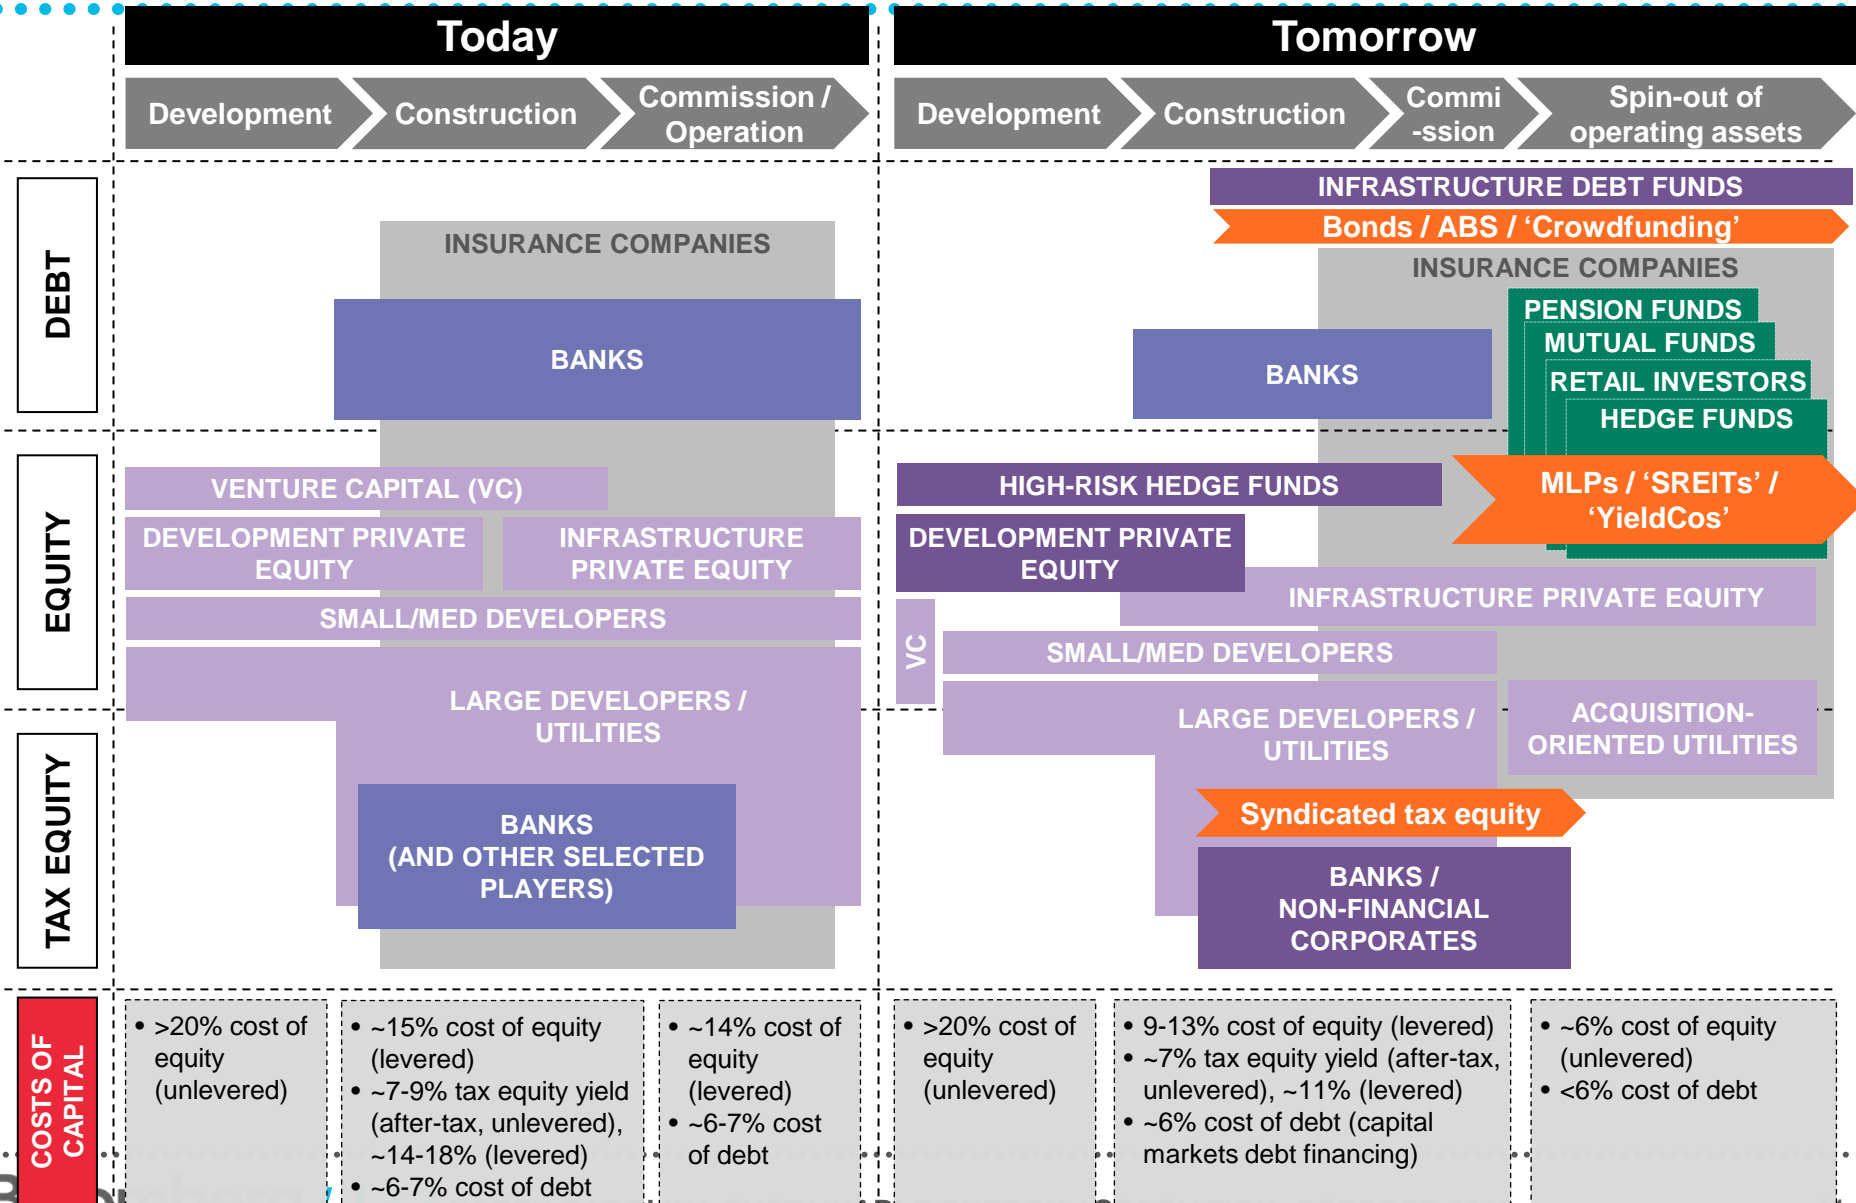 Today
Tomorrow
Development
Construction
Commission /
Operation
Development
Construction
Commi
-ssion
Spin-out of
operating assets
DEBT
INSURANCE COMPANIES
BANKS
INFRASTRUCTURE DEBT FUNDS
Bonds / ABS / ‘Crowdfunding’
INSURANCE COMPANIES
PENSION FUNDS
MUTUAL FUNDS
RETAIL INVESTORS
HEDGE FUNDS
BANKS
EQUITY
VENTURE CAPITAL (VC)
DEVELOPMENT PRIVATE
EQUITY
INFRASTRUCTURE
PRIVATE EQUITY
SMALL/MED DEVELOPERS
LARGE DEVELOPERS /
UTILITIES
HIGH-RISK HEDGE FUNDS
MLPs / ‘SREITs’ /
‘YieldCos’
DEVELOPMENT PRIVATE
EQUITY
INFRASTRUCTURE PRIVATE EQUITY
VC
SMALL/MED DEVELOPERS
LARGE DEVELOPERS /
UTILITIES
ACQUISITION-
ORIENTED UTILITIES
TAX EQUITY
BANKS
(AND OTHER SELECTED
PLAYERS)
Syndicated tax equity
BANKS /
NON-FINANCIAL
CORPORATES
COSTS OF
CAPITAL
• >20% cost of
equity
(unlevered)
• ~15% cost of equity
(levered)
• ~7-9% tax equity yield
(after-tax, unlevered),
~14-18% (levered)
• ~6-7% cost of debt
• ~14% cost of
equity
(levered)
• ~6-7% cost
of debt
• >20% cost of
equity
(unlevered)
• 9-13% cost of equity (levered)
• ~7% tax equity yield (after-tax,
unlevered), ~11% (levered)
• ~6% cost of debt (capital
markets debt financing)
• ~6% cost of equity
(unlevered)
• <6% cost of debt